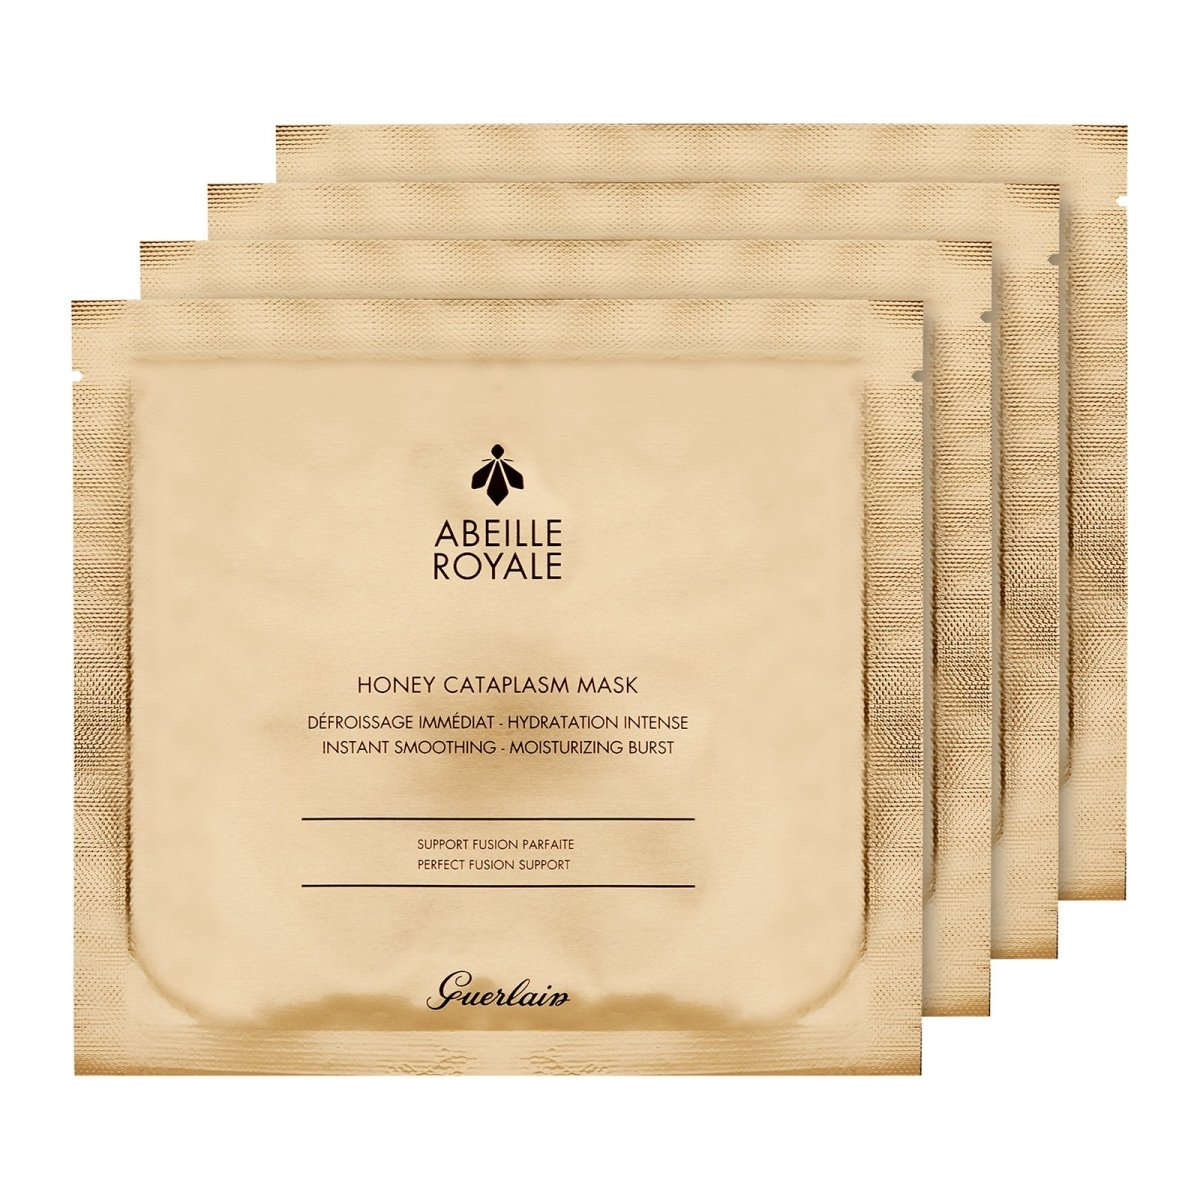 ABEILLE
ROYALE
HONEY CATAPLASM MASK
DÉFROISSAGE IMMÉDIAT - HYDRATATION INTENSE
INSTANT SMOOTHING - MOISTURIZING BURST
SUPPORT FUSION PARFAITE
PERFECT FUSION SUPPORT
Guerlain